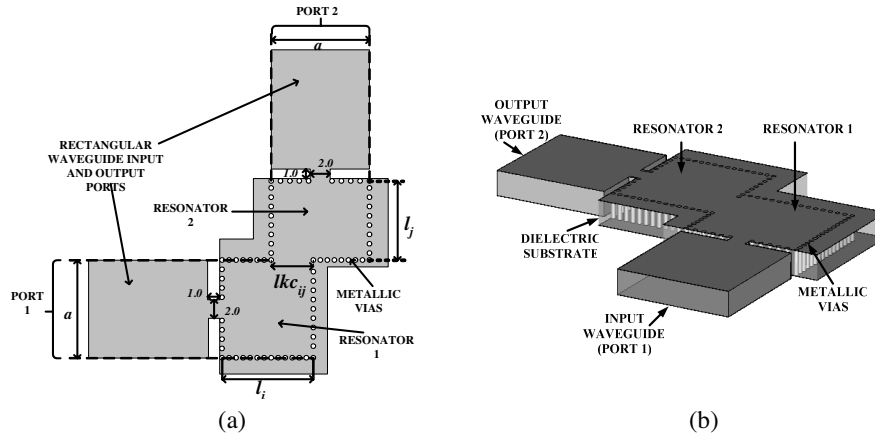 PORT 2
a
RECTANGULAR
WAVEGUIDE INPUT
AND OUTPUT
PORTS
1.0
2.0
RESONATOR
2
l_j
lkc_ij
METALLIC
VIAS
PORT
1
a
1.0
2.0
RESONATOR
1
l_i
(a)
OUTPUT
WAVEGUIDE
(PORT 2)
RESONATOR 2
RESONATOR 1
DIELECTRIC
SUBSTRATE
INPUT
WAVEGUIDE
(PORT 1)
METALLIC
VIAS
(b)